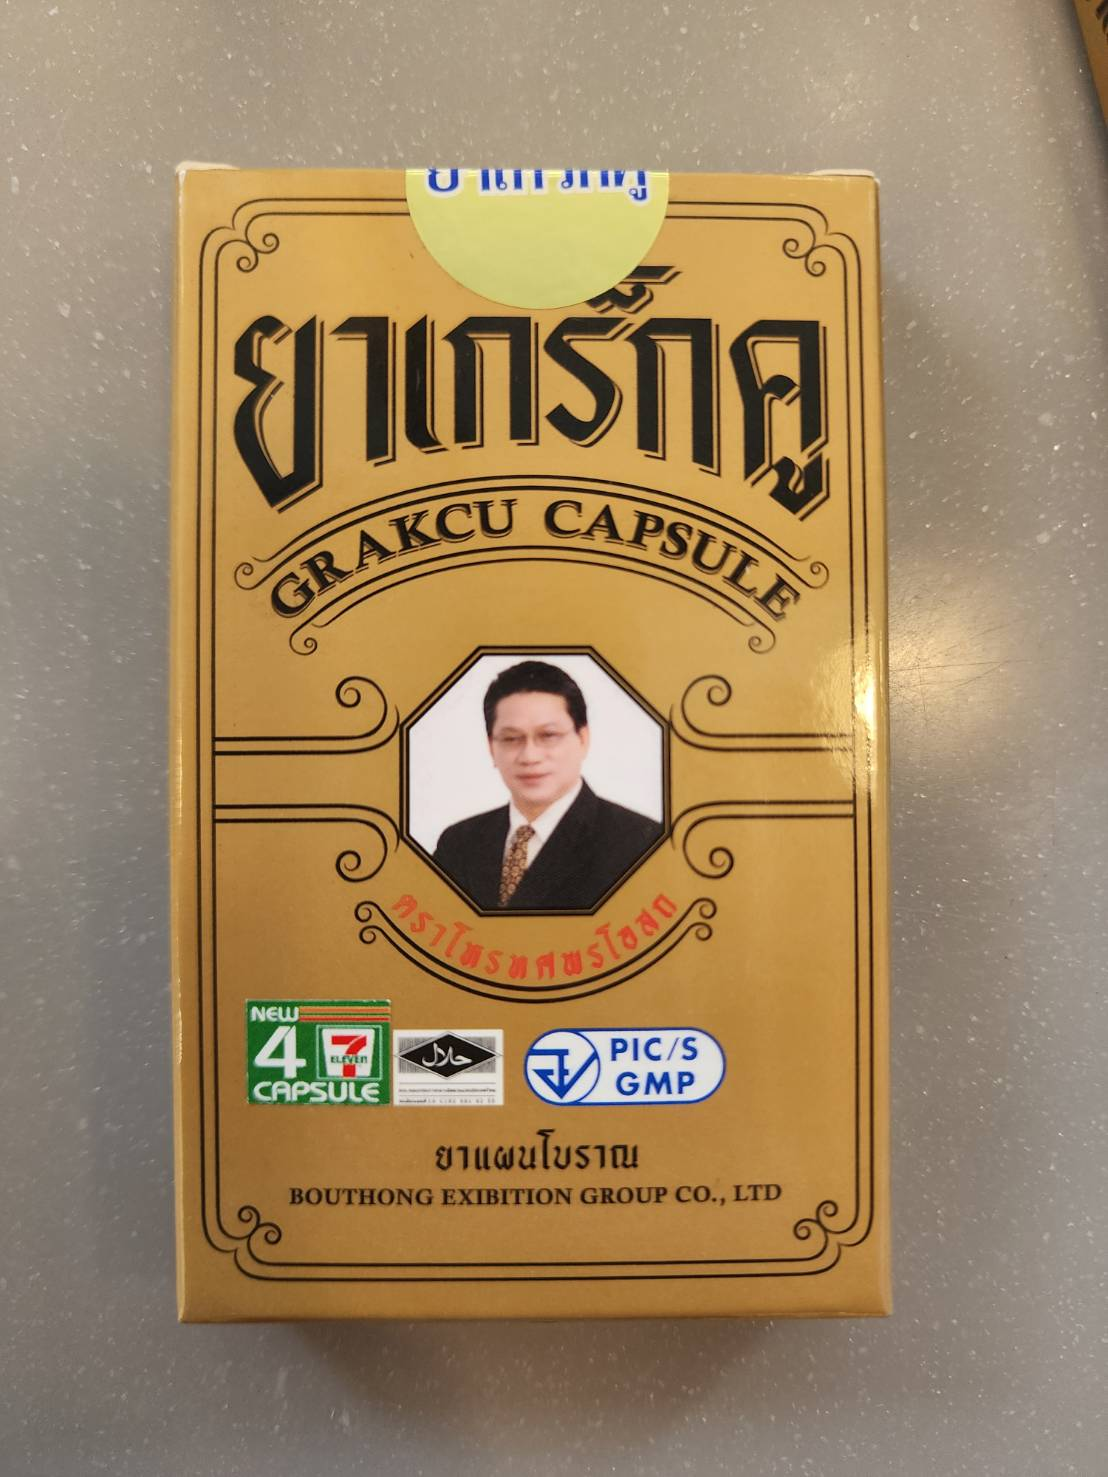 ยาเกร๊กคู
GRAKCU CAPSULE
ตราโทรทศพรโอสถ
NEW
4
7
ELEVEN
CAPSULE
حلال
PIC/S
GMP
ยาแผนโบราณ
BOUTHONG EXIBITION GROUP CO., LTD